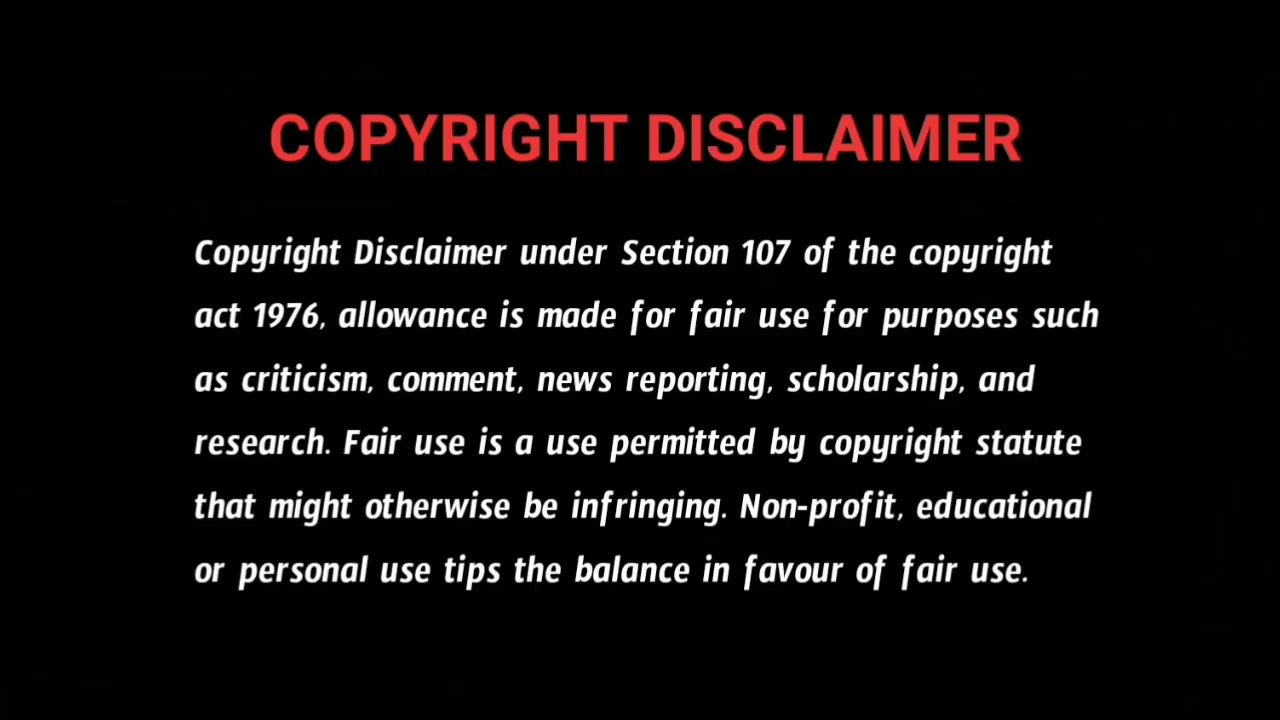 COPYRIGHT DISCLAIMER
Copyright Disclaimer under Section 107 of the copyright
act 1976, allowance is made for fair use for purposes such
as criticism, comment, news reporting, scholarship, and
research. Fair use is a use permitted by copyright statute
that might otherwise be infringing. Non-profit, educational
or personal use tips the balance in favour of fair use.